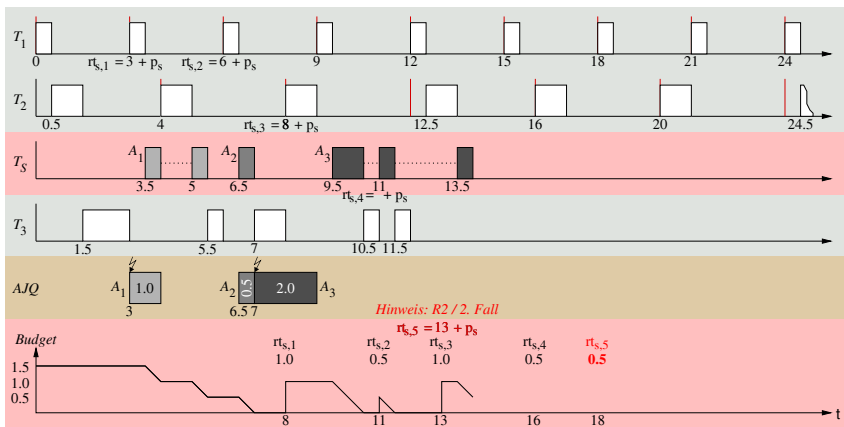 T1
0 3 6 9 12 15 18 21 24
rts,1 = 3 + ps rts,2 = 6 + ps
T2
0.5 4 rts,3 = 8 + ps 12.5 16 20 24.5
TS
A1 A2 A3
3.5 5 6.5 9.5 11 13.5
rts,4 = + ps
T3
1.5 5.5 7 10.5 11.5
AJQ
A1 1.0 A2 0.5 2.0 A3
3 6.5 7
Hinweis: R2 / 2. Fall
rts,5 = 13 + ps
Budget
rts,1 rts,2 rts,3 rts,4 rts,5
1.0 0.5 1.0 0.5 0.5
1.5
1.0
0.5
8 11 13 16 18 t